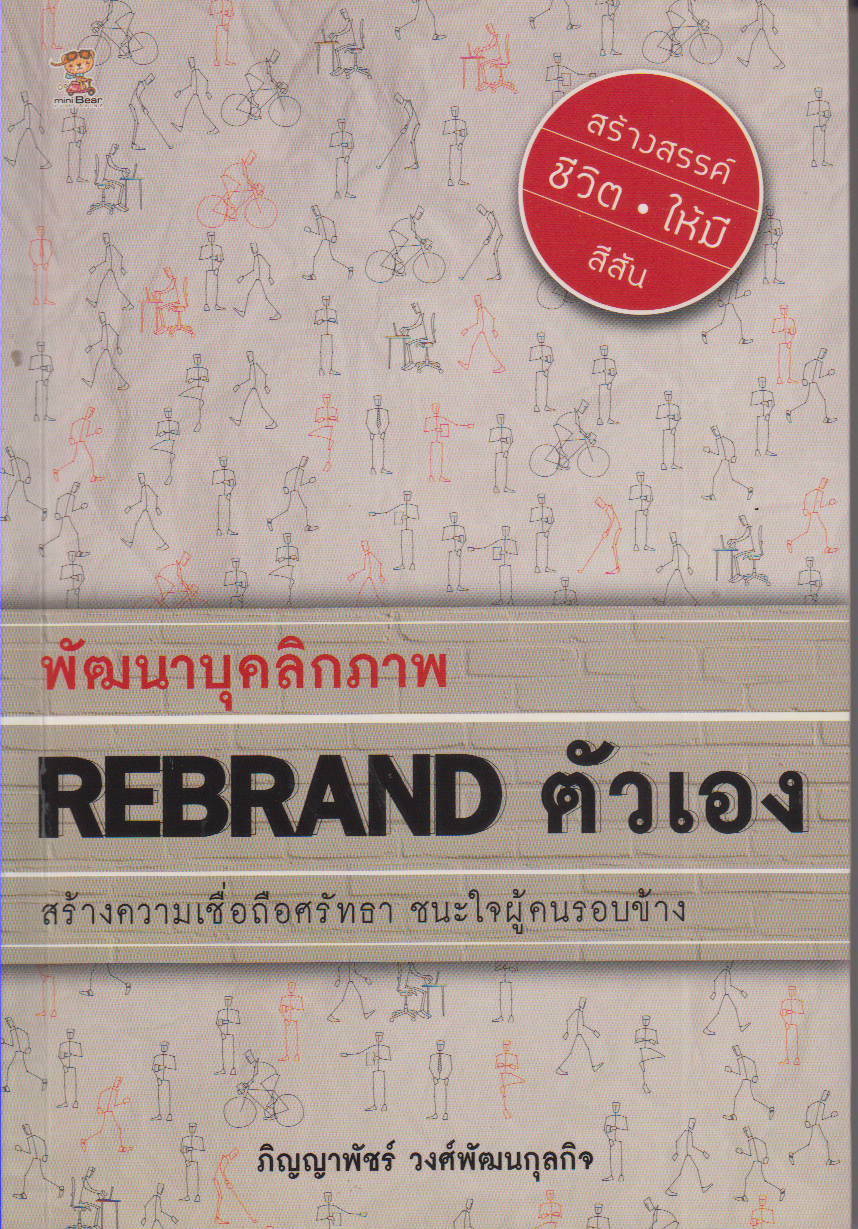 miniBear
สร้างสรรค์
ชีวิต • ให้มี
สีสัน
พัฒนาบุคลิกภาพ
REBRAND ตัวเอง
สร้างความเชื่อถือศรัทธา ชนะใจผู้คนรอบข้าง
ภิญญาพัชร์ วงศ์พัฒนกุลกิจ